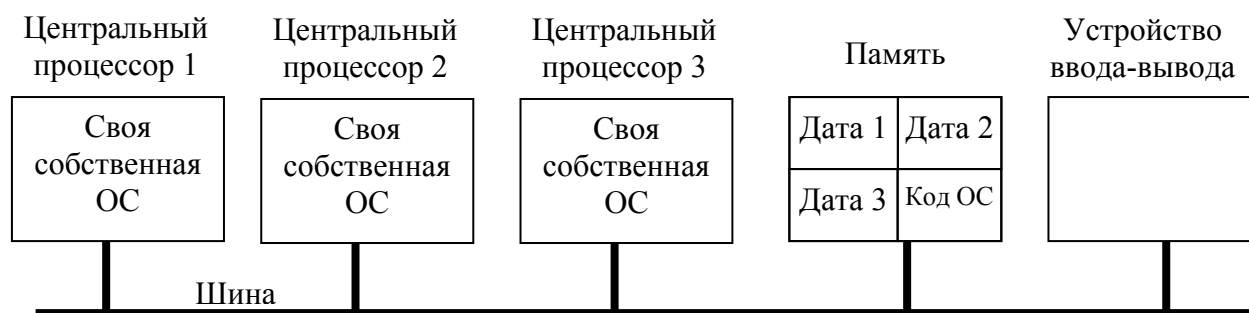 Центральный
процессор 1
Центральный
процессор 2
Центральный
процессор 3
Память
Устройство
ввода-вывода
Своя
собственная
ОС
Своя
собственная
ОС
Своя
собственная
ОС
Дата 1
Дата 2
Дата 3
Код ОС
Шина